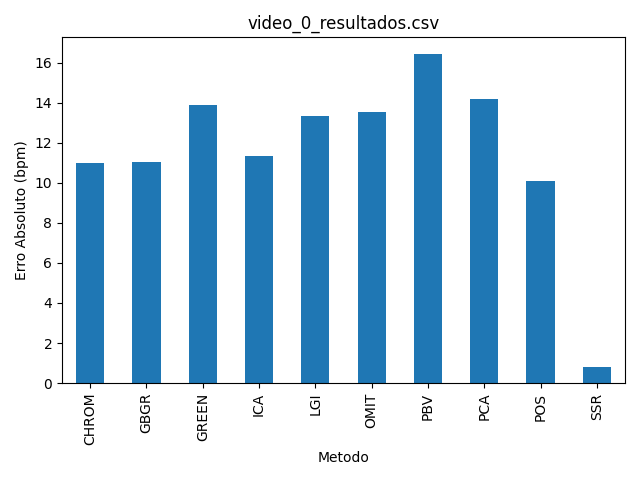 video_0_resultados.csv
Erro Absoluto (bpm)
16
14
12
10
8
6
4
2
0
CHROM
GBGR
GREEN
ICA
LGI
OMIT
PBV
PCA
POS
SSR
Metodo